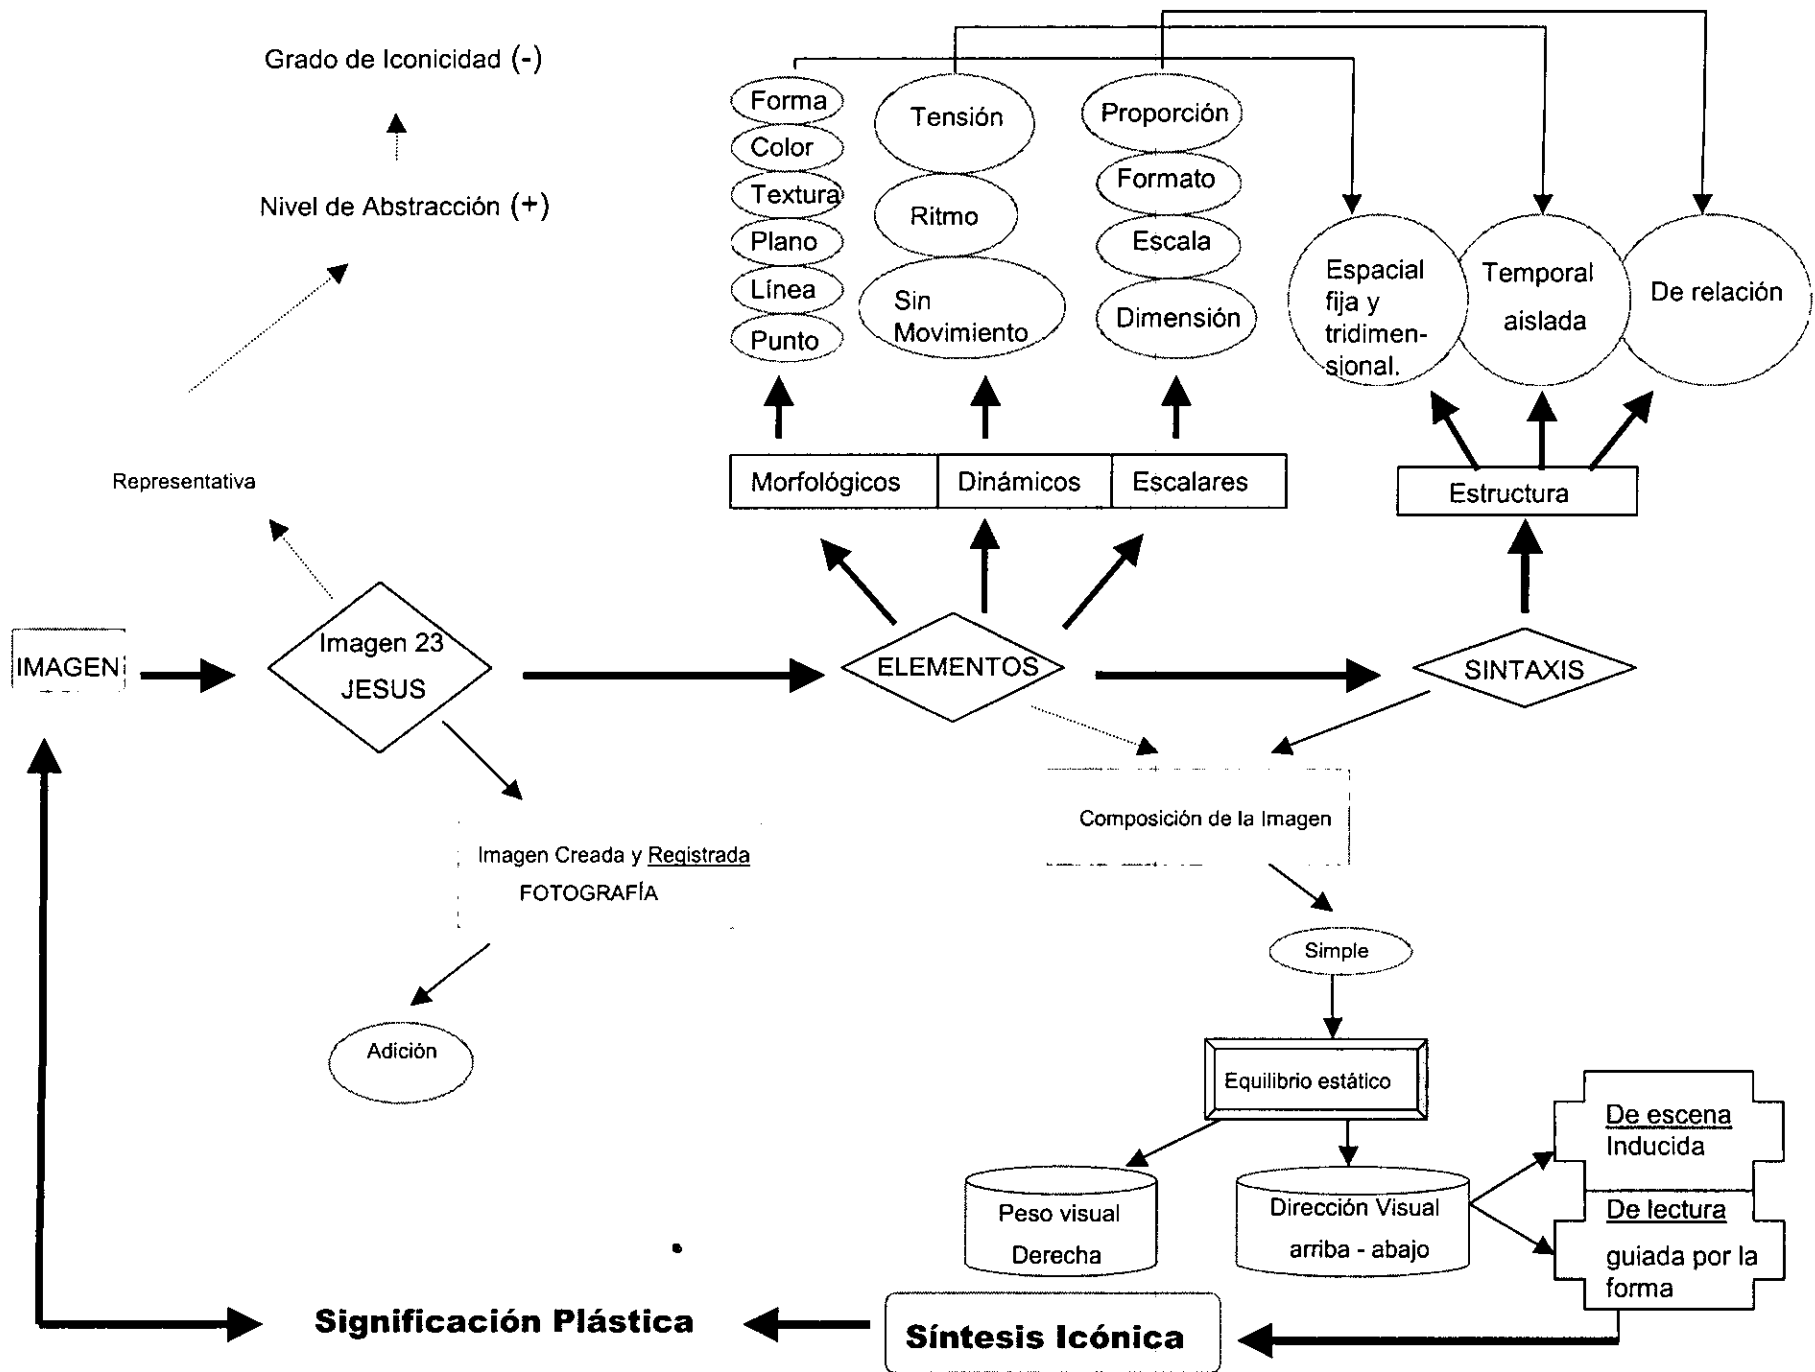 Grado de Iconicidad (-)
Nivel de Abstracción (+)
Representativa
Forma
Color
Textura
Plano
Línea
Punto
Tensión
Ritmo
Sin
Movimiento
Proporción
Formato
Escala
Dimensión
Espacial
fija y
tridimen-
sional.
Temporal
aislada
De relación
Morfológicos
Dinámicos
Escalares
Estructura
IMAGEN
Imagen 23
JESUS
ELEMENTOS
SINTAXIS
Imagen Creada y Registrada
FOTOGRAFÍA
Adición
Composición de la Imagen
Simple
Equilibrio estático
Peso visual
Derecha
Dirección Visual
arriba - abajo
De escena
Inducida
De lectura
guiada por la
forma
Significación Plástica
Síntesis Icónica